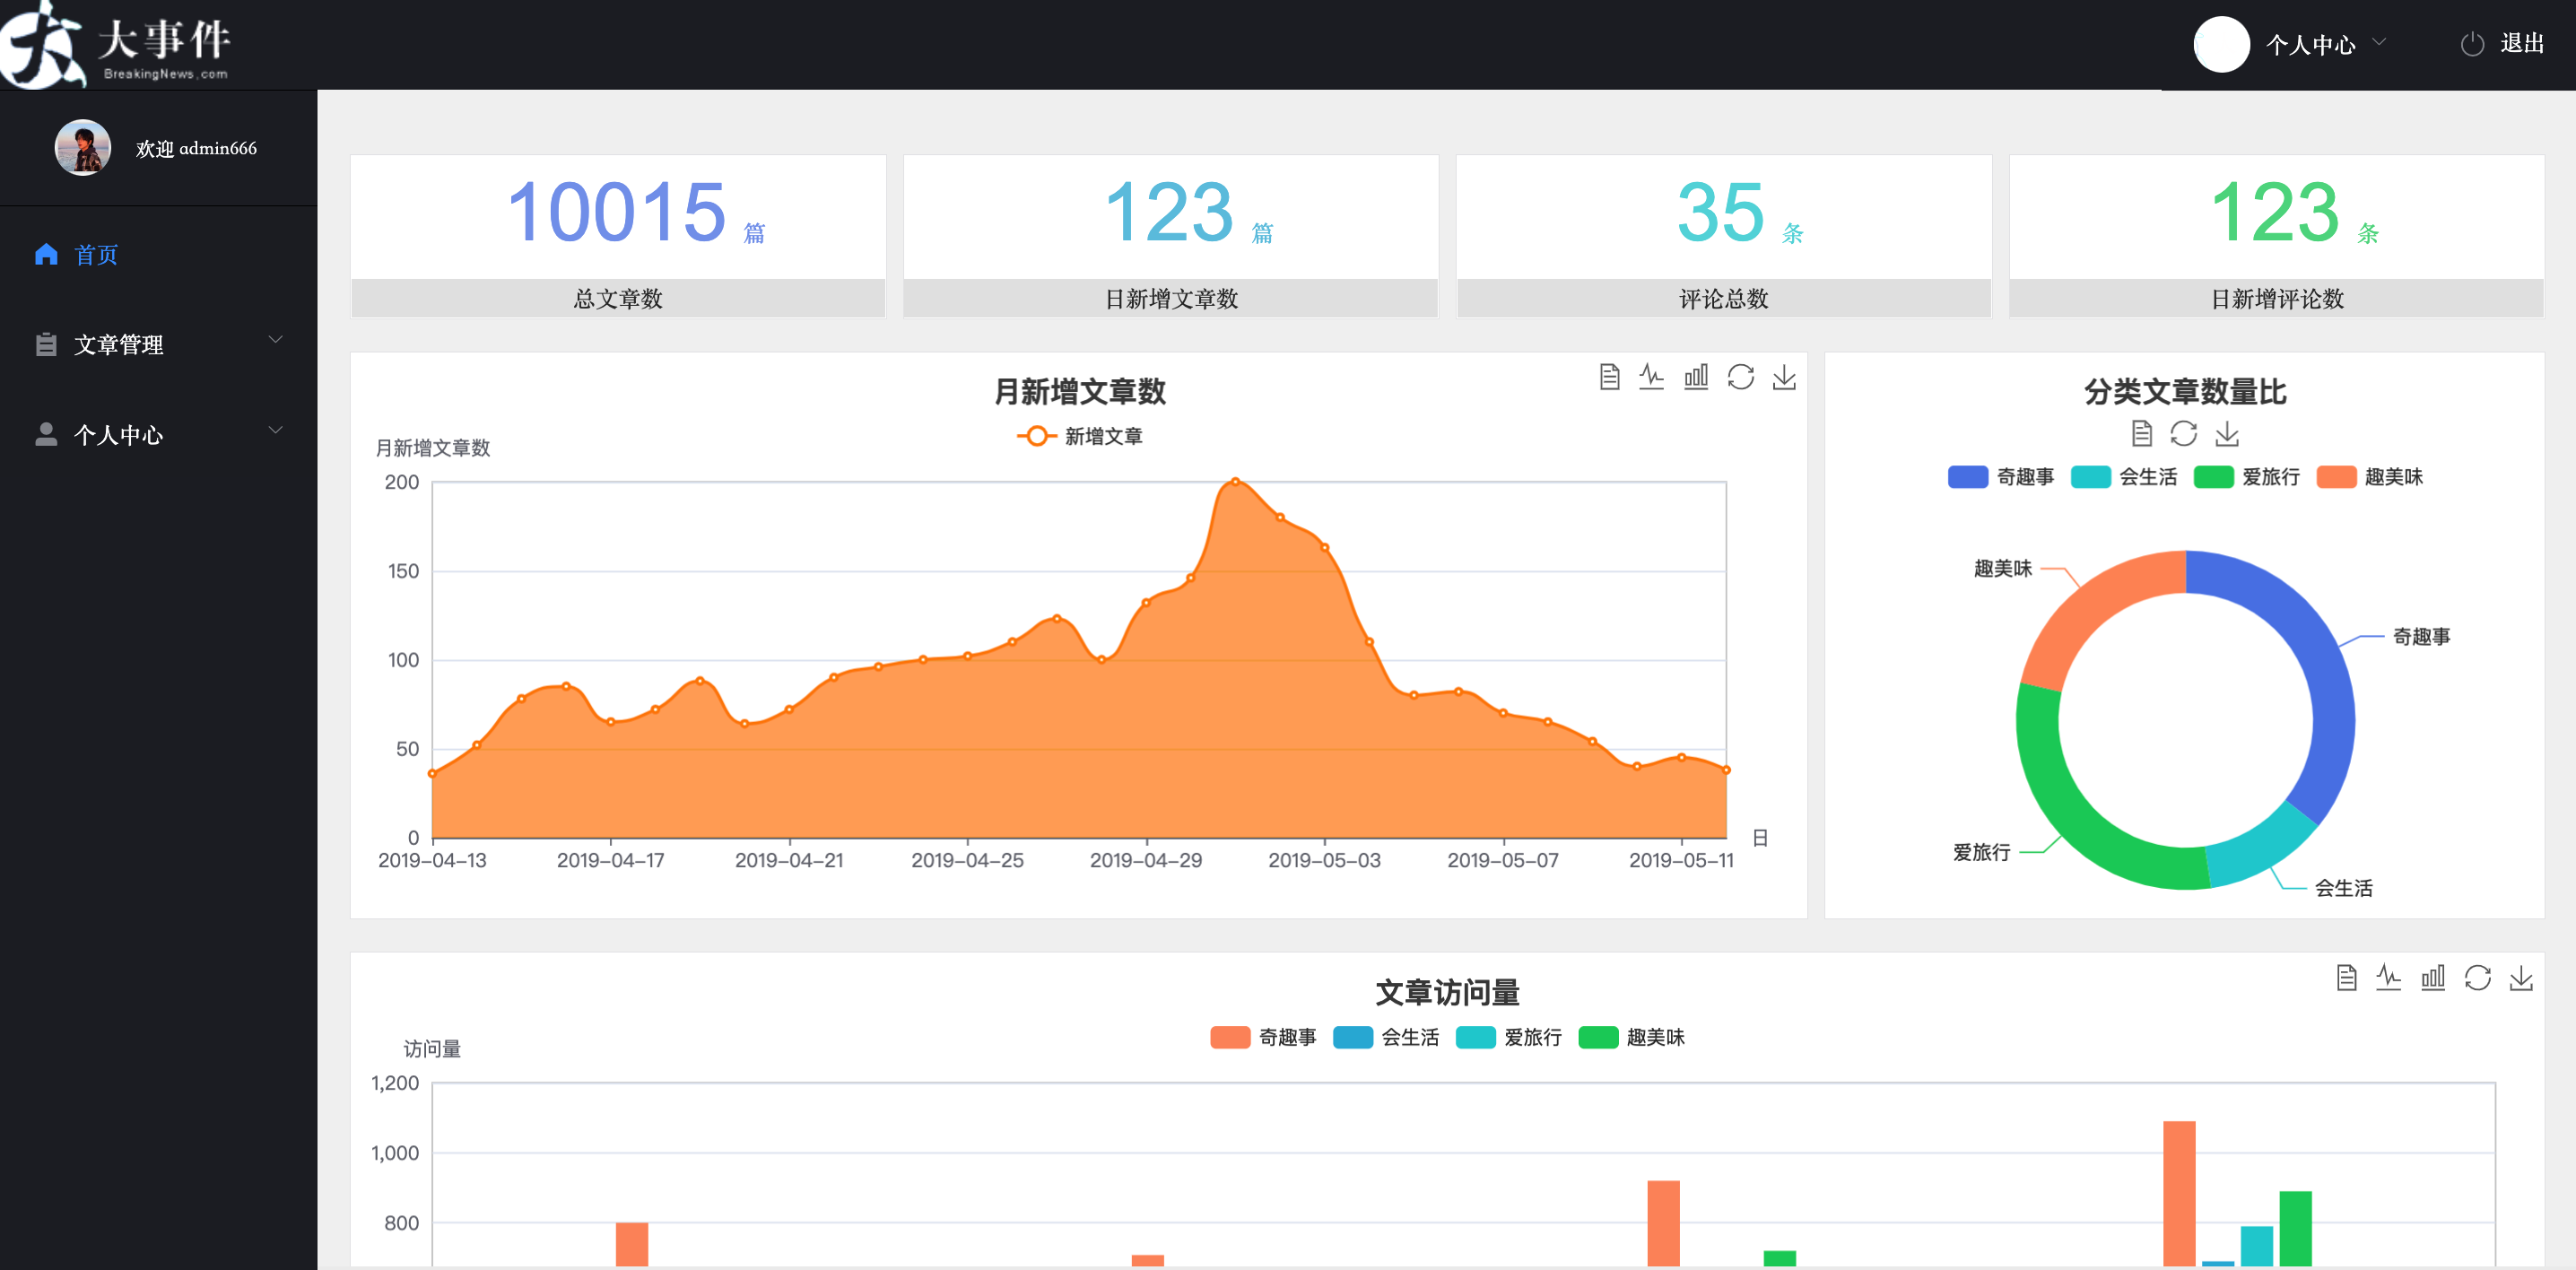 大事件
BreakingNews.com
个人中心
退出
欢迎 admin666
首页
文章管理
个人中心
10015 篇
总文章数
123 篇
日新增文章数
35 条
评论总数
123 条
日新增评论数
月新增文章数
新增文章
月新增文章数
200
150
100
50
0
2019-04-13 2019-04-17 2019-04-21 2019-04-25 2019-04-29 2019-05-03 2019-05-07 2019-05-11
日
分类文章数量比
奇趣事 会生活 爱旅行 趣美味
趣美味
奇趣事
爱旅行
会生活
文章访问量
奇趣事 会生活 爱旅行 趣美味
访问量
1,200
1,000
800